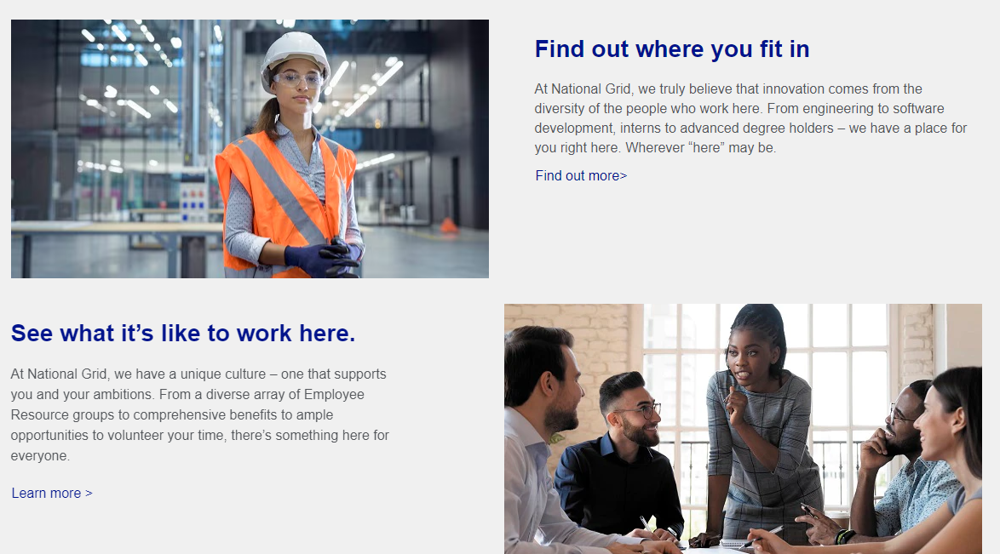 Find out where you fit in
At National Grid, we truly believe that innovation comes from the
diversity of the people who work here. From engineering to software
development, interns to advanced degree holders – we have a place for
you right here. Wherever “here” may be.
Find out more>
See what it’s like to work here.
At National Grid, we have a unique culture – one that supports
you and your ambitions. From a diverse array of Employee
Resource groups to comprehensive benefits to ample
opportunities to volunteer your time, there’s something here for
everyone.
Learn more >